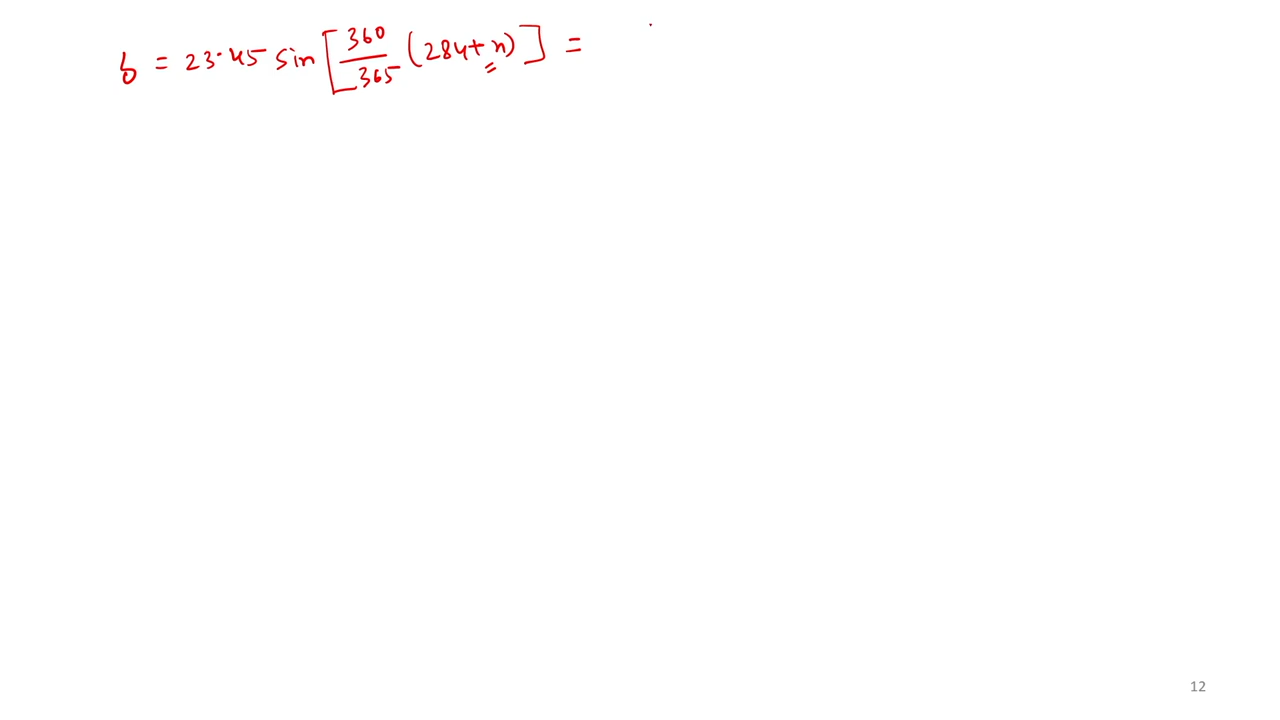 δ = 23.45 sin [ 360/365 (284+n) ] =
12